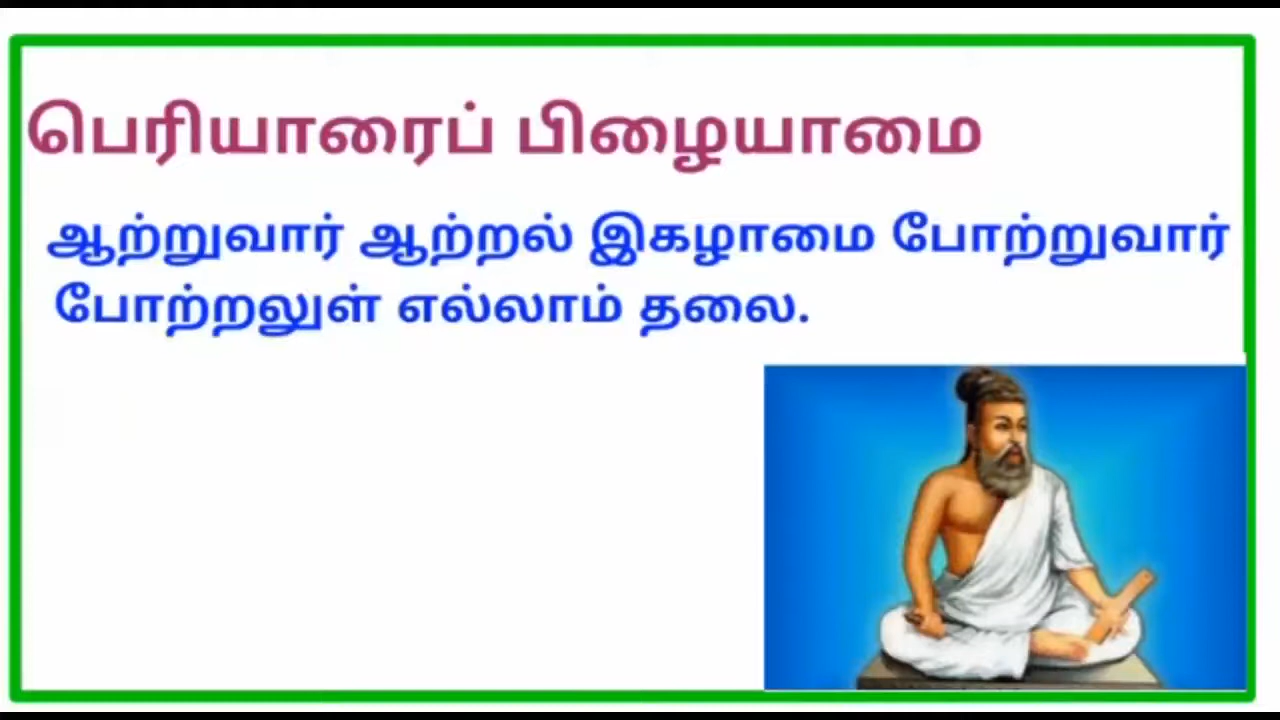 பெரியாரைப் பிழையாமை
ஆற்றுவார் ஆற்றல் இகழாமை போற்றுவார்
போற்றலுள் எல்லாம் தலை.